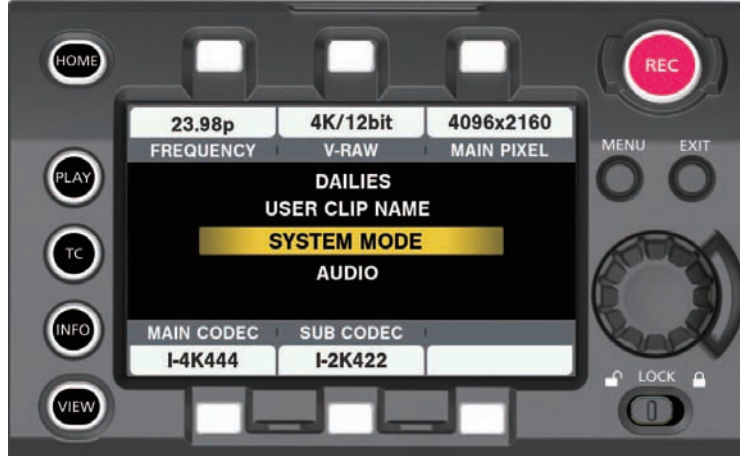 HOME
REC
23.98p 4K/12bit 4096x2160
FREQUENCY V-RAW MAIN PIXEL
MENU EXIT
PLAY
DAILIES
USER CLIP NAME
SYSTEM MODE
TC
AUDIO
INFO
MAIN CODEC SUB CODEC
I-4K444 I-2K422
LOCK
VIEW